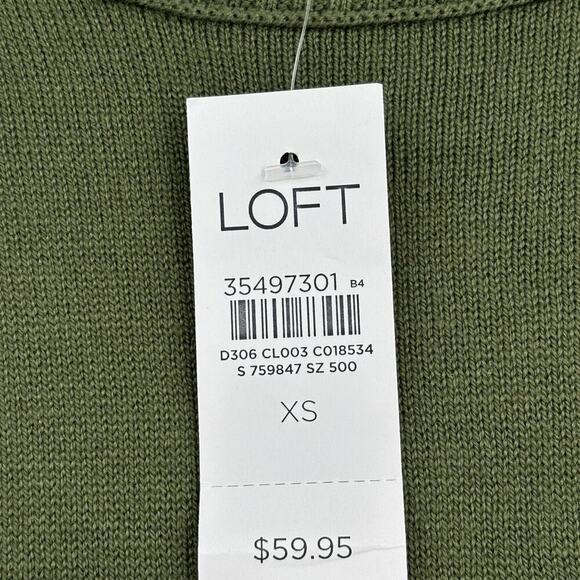 LOFT
35497301 B4
D306 CL003 C018534
S 759847 SZ 500
XS
$59.95